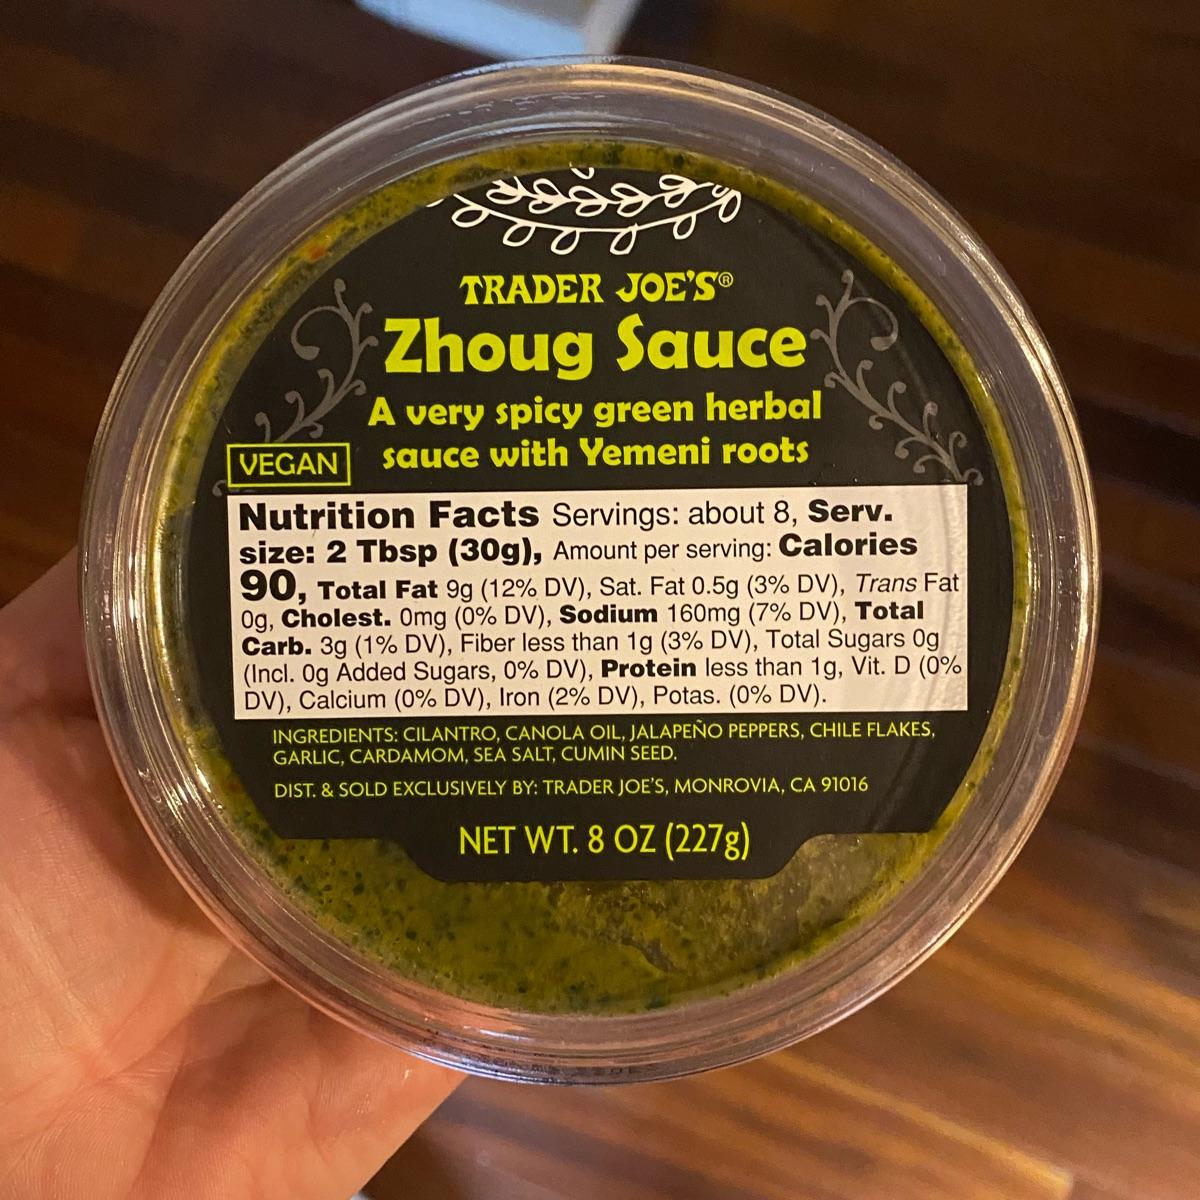 TRADER JOE'S®
Zhoug Sauce
A very spicy green herbal
sauce with Yemeni roots
VEGAN
Nutrition Facts Servings: about 8, Serv.
size: 2 Tbsp (30g), Amount per serving: Calories
90, Total Fat 9g (12% DV), Sat. Fat 0.5g (3% DV), Trans Fat
0g, Cholest. 0mg (0% DV), Sodium 160mg (7% DV), Total
Carb. 3g (1% DV), Fiber less than 1g (3% DV), Total Sugars 0g
(Incl. 0g Added Sugars, 0% DV), Protein less than 1g, Vit. D (0%
DV), Calcium (0% DV), Iron (2% DV), Potas. (0% DV).
INGREDIENTS: CILANTRO, CANOLA OIL, JALAPEÑO PEPPERS, CHILE FLAKES,
GARLIC, CARDAMOM, SEA SALT, CUMIN SEED.
DIST. & SOLD EXCLUSIVELY BY: TRADER JOE'S, MONROVIA, CA 91016
NET WT. 8 OZ (227g)